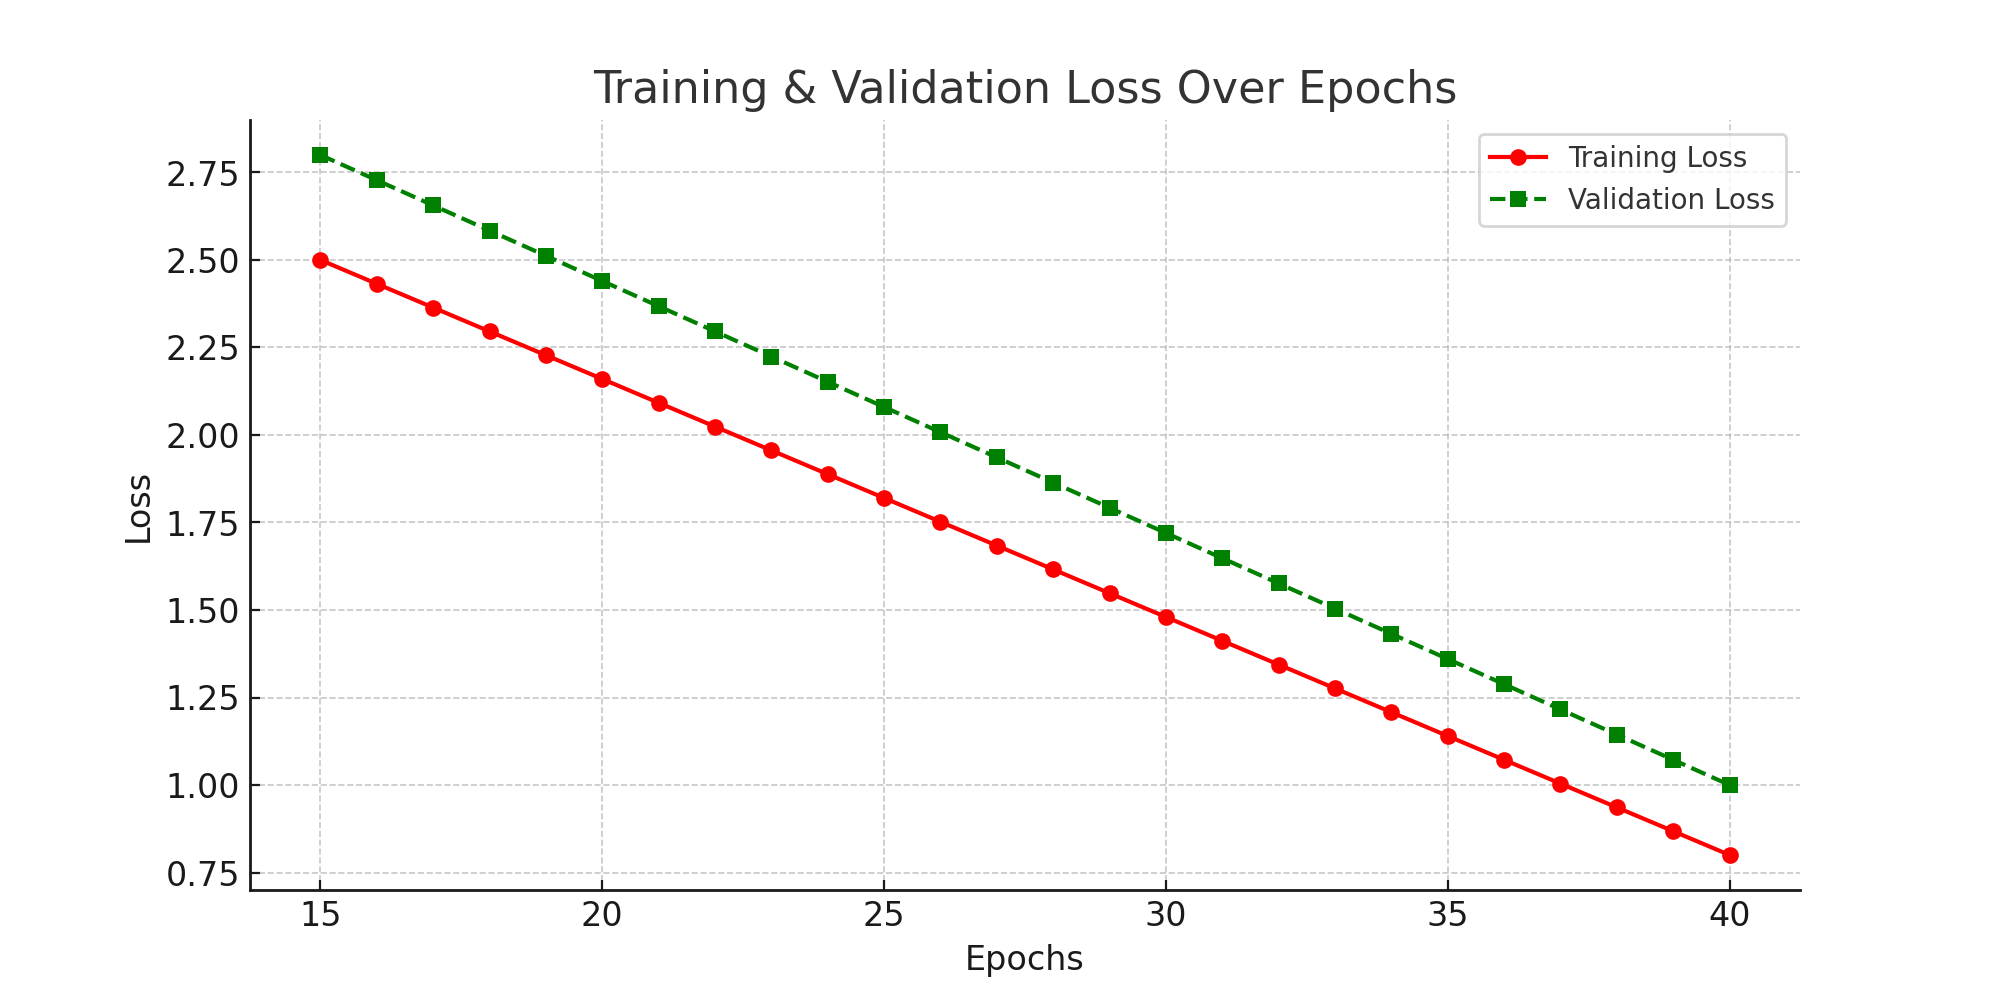 Training & Validation Loss Over Epochs
Training Loss
Validation Loss
2.75
2.50
2.25
2.00
1.75
1.50
1.25
1.00
0.75
Loss
15 20 25 30 35 40
Epochs